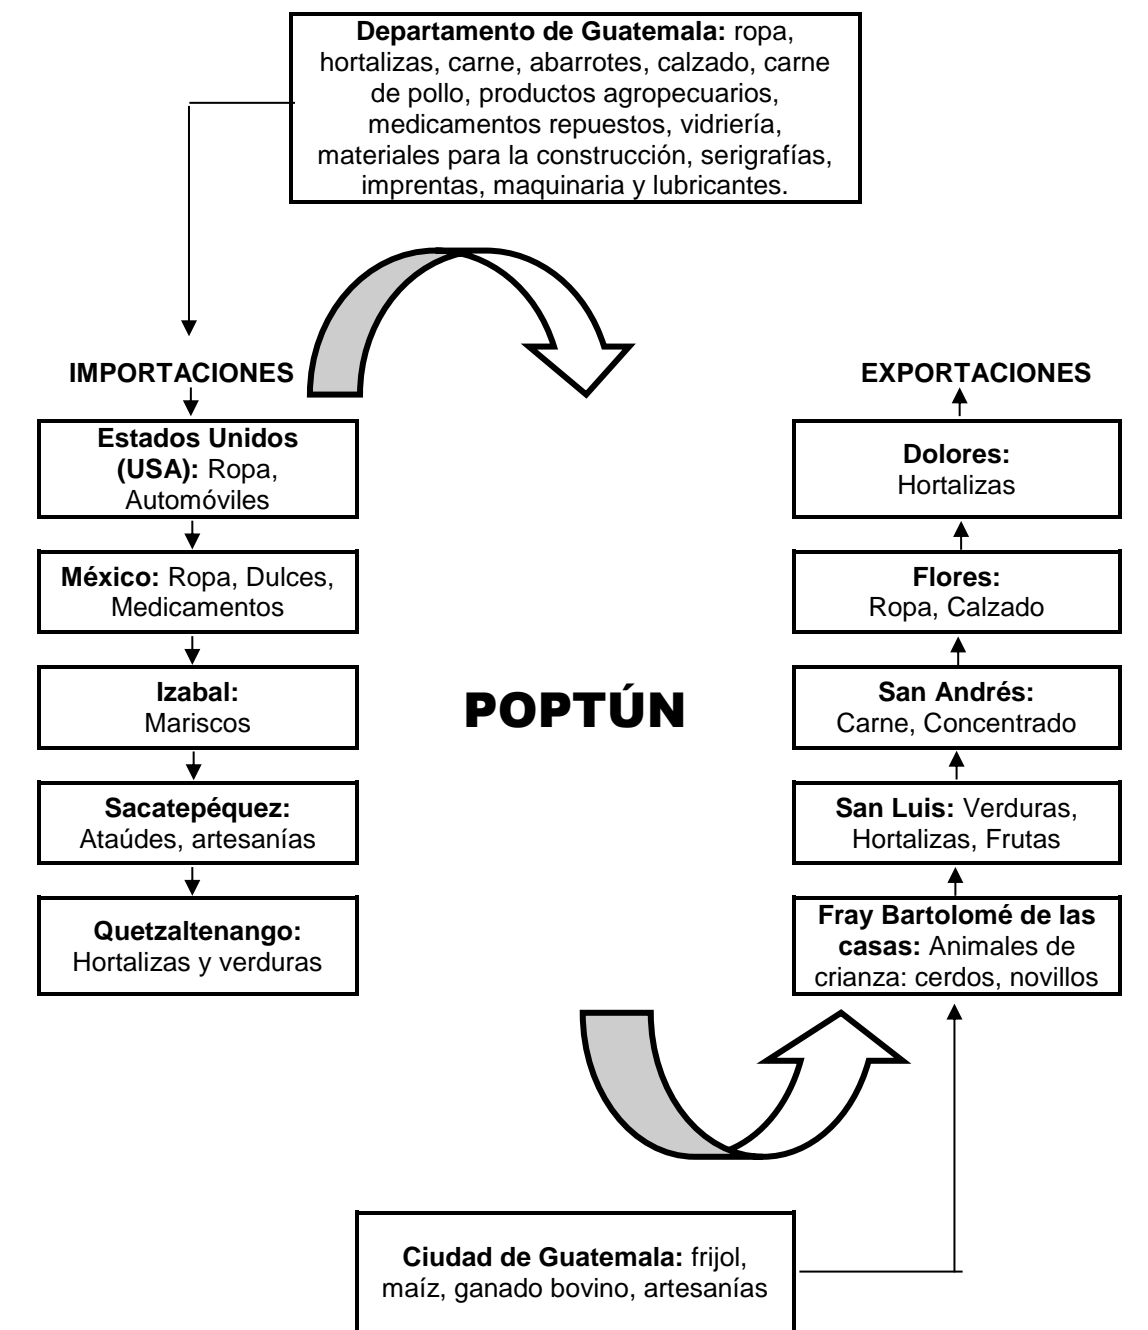 Departamento de Guatemala: ropa,
hortalizas, carne, abarrotes, calzado, carne
de pollo, productos agropecuarios,
medicamentos repuestos, vidriería,
materiales para la construcción, serigrafías,
imprentas, maquinaria y lubricantes.
IMPORTACIONES
Estados Unidos
(USA): Ropa,
Automóviles
México: Ropa, Dulces,
Medicamentos
Izabal:
Mariscos
Sacatepéquez:
Ataúdes, artesanías
Quetzaltenango:
Hortalizas y verduras
POPTÚN
EXPORTACIONES
Dolores:
Hortalizas
Flores:
Ropa, Calzado
San Andrés:
Carne, Concentrado
San Luis: Verduras,
Hortalizas, Frutas
Fray Bartolomé de las
casas: Animales de
crianza: cerdos, novillos
Ciudad de Guatemala: frijol,
maíz, ganado bovino, artesanías